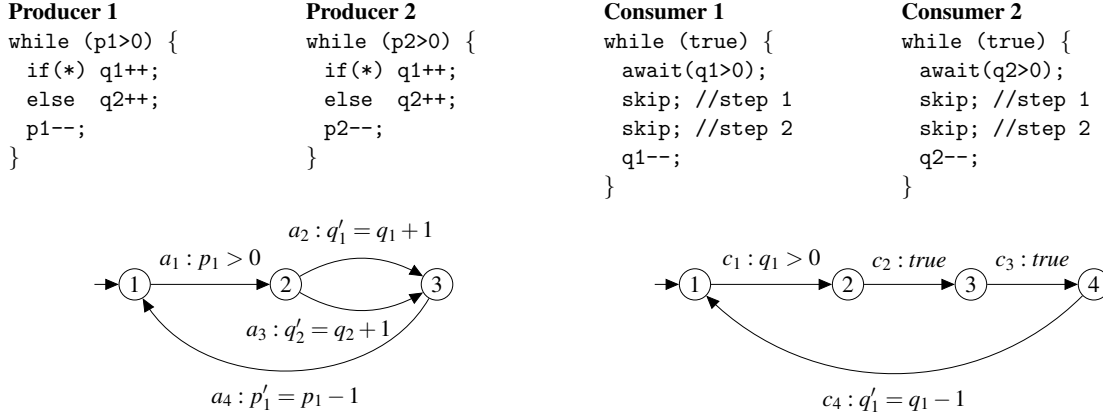 Producer 1
while (p1>0) {
if(*) q1++;
else q2++;
p1--;
}
Producer 2
while (p2>0) {
if(*) q1++;
else q2++;
p2--;
}
Consumer 1
while (true) {
await(q1>0);
skip; //step 1
skip; //step 2
q1--;
}
Consumer 2
while (true) {
await(q2>0);
skip; //step 1
skip; //step 2
q2--;
}
a₂ : q₁′ = q₁ + 1
a₁ : p₁ > 0
1
2
3
a₃ : q₂′ = q₂ + 1
a₄ : p₁′ = p₁ − 1
c₁ : q₁ > 0
c₂ : true
c₃ : true
1
2
3
4
c₄ : q₁′ = q₁ − 1